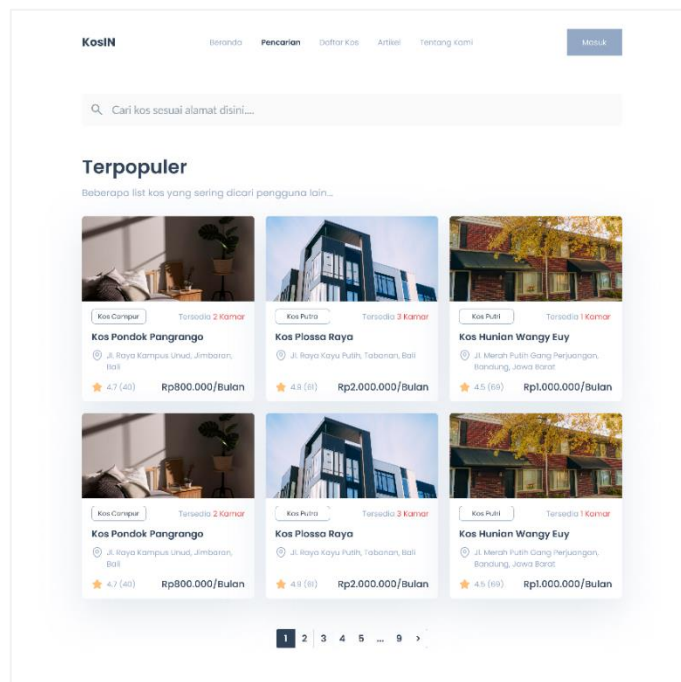 KosIN
Beranda Pencarian Daftar Kos Artikel Tentang Kami Masuk
Cari kos sesuai alamat disini....
Terpopuler
Beberapa list kos yang sering dicari pengguna lain...
Kos Campur Tersedia 2 Kamar
Kos Pondok Pangrango
Jl. Raya Kampus Unud, Jimbaran,
Bali
4.7 (40) Rp800.000/Bulan
Kos Putra Tersedia 3 Kamar
Kos Plossa Raya
Jl. Raya Kayu Putih, Tabanan, Bali
4.9 (81) Rp2.000.000/Bulan
Kos Putri Tersedia 1 Kamar
Kos Hunian Wangy Euy
Jl. Merah Putih Gang Perjuangan,
Bandung, Jawa Barat
4.5 (69) Rp1.000.000/Bulan
Kos Campur Tersedia 2 Kamar
Kos Pondok Pangrango
Jl. Raya Kampus Unud, Jimbaran,
Bali
4.7 (40) Rp800.000/Bulan
Kos Putra Tersedia 3 Kamar
Kos Plossa Raya
Jl. Raya Kayu Putih, Tabanan, Bali
4.9 (81) Rp2.000.000/Bulan
Kos Putri Tersedia 1 Kamar
Kos Hunian Wangy Euy
Jl. Merah Putih Gang Perjuangan,
Bandung, Jawa Barat
4.5 (69) Rp1.000.000/Bulan
1 2 3 4 5 ... 9 >